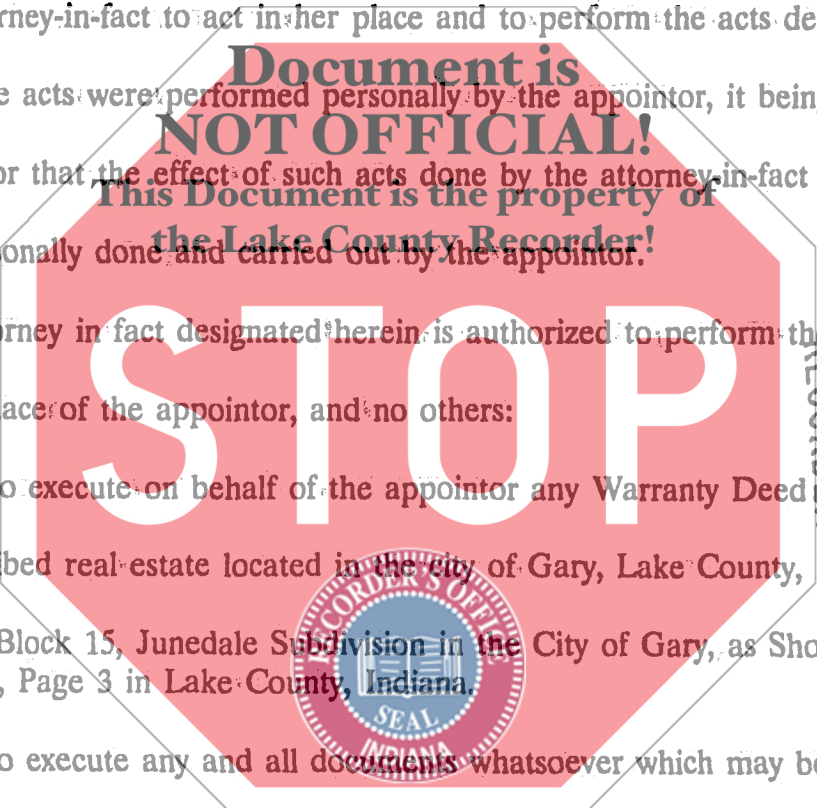 rney-in-fact to act in her place and to perform the acts de
Document is
e acts were performed personally by the appointor, it bein
NOT OFFICIAL!
or that the effect of such acts done by the attorney-in-fact
This Document is the property of
the Lake County Recorder!
onally done and carried out by the appointor.
rney in fact designated herein is authorized to perform th
STOP
ace of the appointor, and no others:
o execute on behalf of the appointor any Warranty Deed
bed real estate located in the city of Gary, Lake County,
RECORDER'S OFFICE
Block 15, Junedale Subdivision in the City of Gary, as Sho
, Page 3 in Lake County, Indiana.
SEAL
INDIANA
o execute any and all documents whatsoever which may be